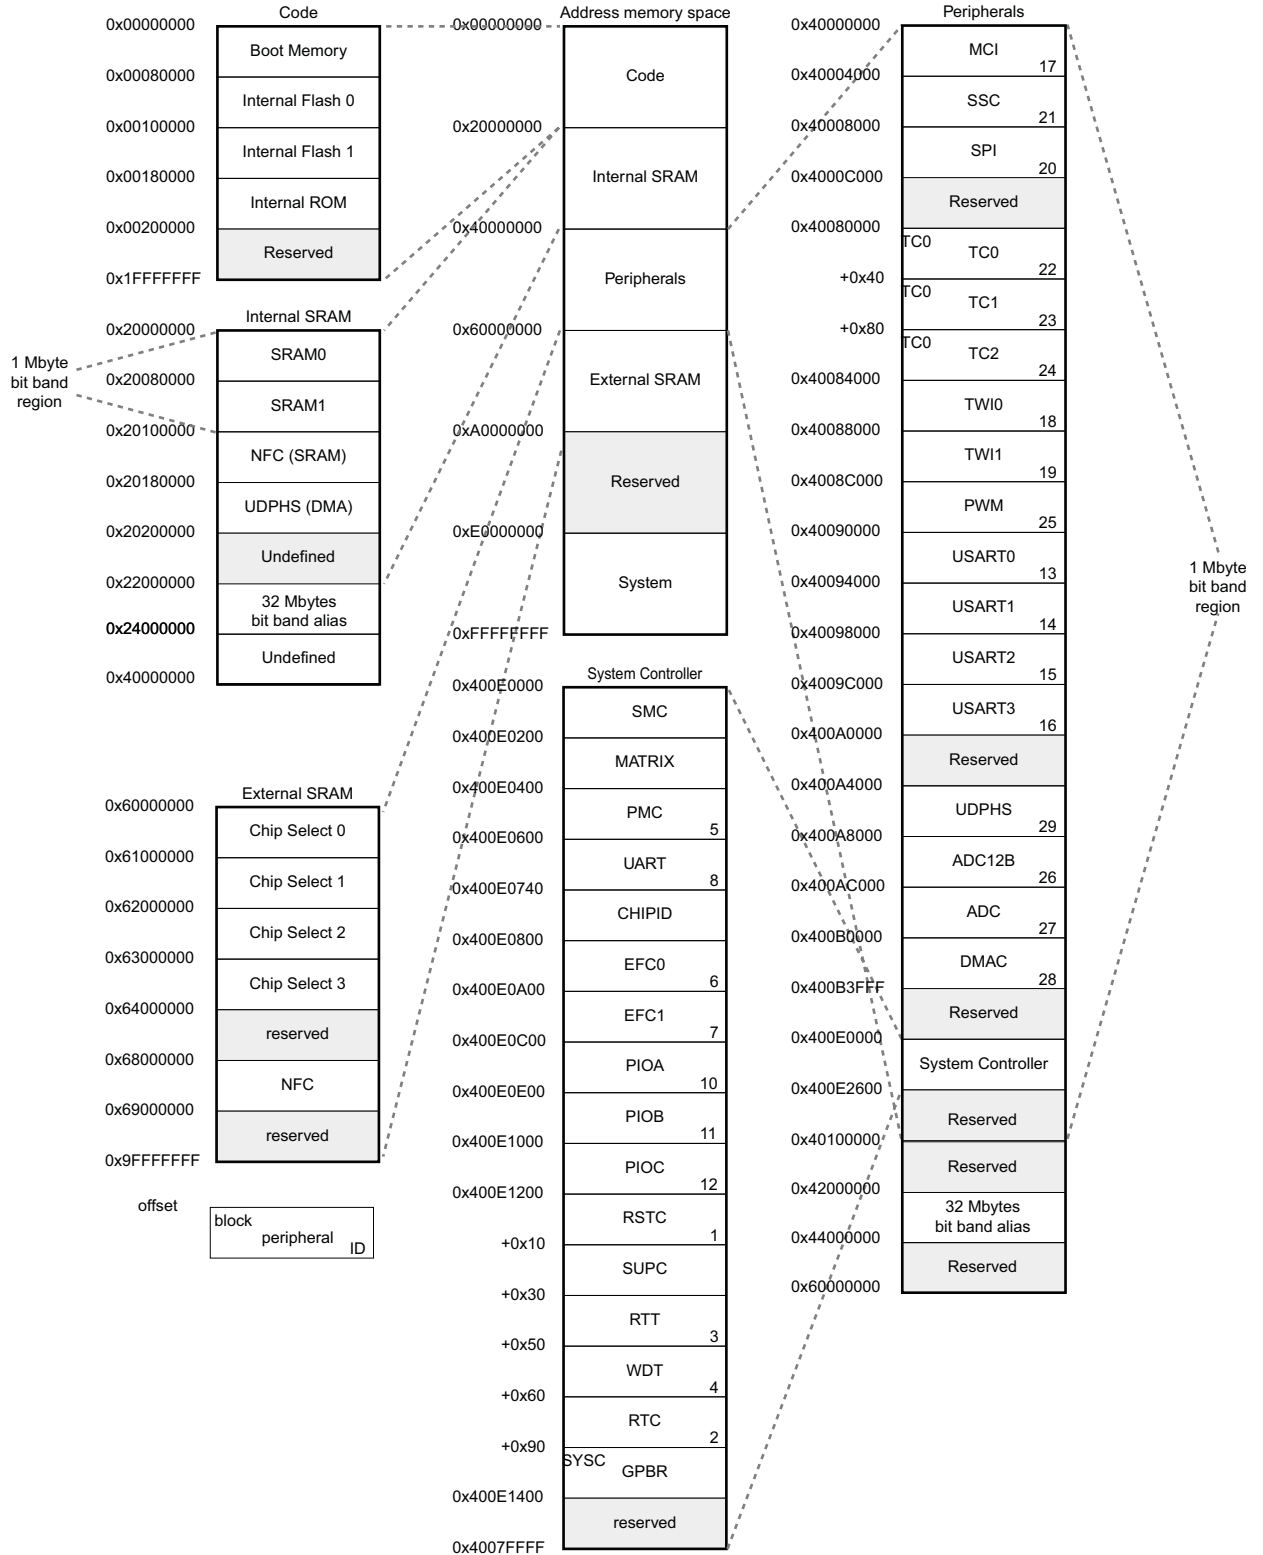 Code
0x00000000
Boot Memory
0x00080000
Internal Flash 0
0x00100000
Internal Flash 1
0x00180000
Internal ROM
0x00200000
Reserved
0x1FFFFFFF
Internal SRAM
0x20000000
SRAM0
1 Mbyte
bit band
region
0x20080000
SRAM1
0x20100000
NFC (SRAM)
0x20180000
UDPHS (DMA)
0x20200000
Undefined
0x22000000
32 Mbytes
bit band alias
0x24000000
Undefined
0x40000000
External SRAM
0x60000000
Chip Select 0
0x61000000
Chip Select 1
0x62000000
Chip Select 2
0x63000000
Chip Select 3
0x64000000
reserved
0x68000000
NFC
0x69000000
reserved
0x9FFFFFFF
offset
block
peripheral
ID
Address memory space
0x00000000
Code
0x20000000
Internal SRAM
0x40000000
Peripherals
0x60000000
External SRAM
0xA0000000
Reserved
0xE0000000
System
0xFFFFFFFF
System Controller
0x400E0000
SMC
0x400E0200
MATRIX
0x400E0400
PMC
5
0x400E0600
UART
8
0x400E0740
CHIPID
0x400E0800
EFC0
6
0x400E0A00
EFC1
7
0x400E0C00
PIOA
10
0x400E0E00
PIOB
11
0x400E1000
PIOC
12
0x400E1200
RSTC
1
+0x10
SUPC
+0x30
RTT
3
+0x50
WDT
4
+0x60
RTC
2
+0x90
SYSC
GPBR
0x400E1400
reserved
0x4007FFFF
Peripherals
0x40000000
MCI
17
0x40004000
SSC
21
0x40008000
SPI
20
0x4000C000
Reserved
0x40080000
TC0
TC0
22
+0x40
TC0
TC1
23
+0x80
TC0
TC2
24
0x40084000
TWI0
18
0x40088000
TWI1
19
0x4008C000
PWM
25
0x40090000
USART0
13
0x40094000
USART1
14
0x40098000
USART2
15
0x4009C000
USART3
16
0x400A0000
Reserved
0x400A4000
UDPHS
29
0x400A8000
ADC12B
26
0x400AC000
ADC
27
0x400B0000
DMAC
28
0x400B3FFF
Reserved
0x400E0000
System Controller
0x400E2600
Reserved
0x40100000
Reserved
0x42000000
32 Mbytes
bit band alias
0x44000000
Reserved
0x60000000
1 Mbyte
bit band
region